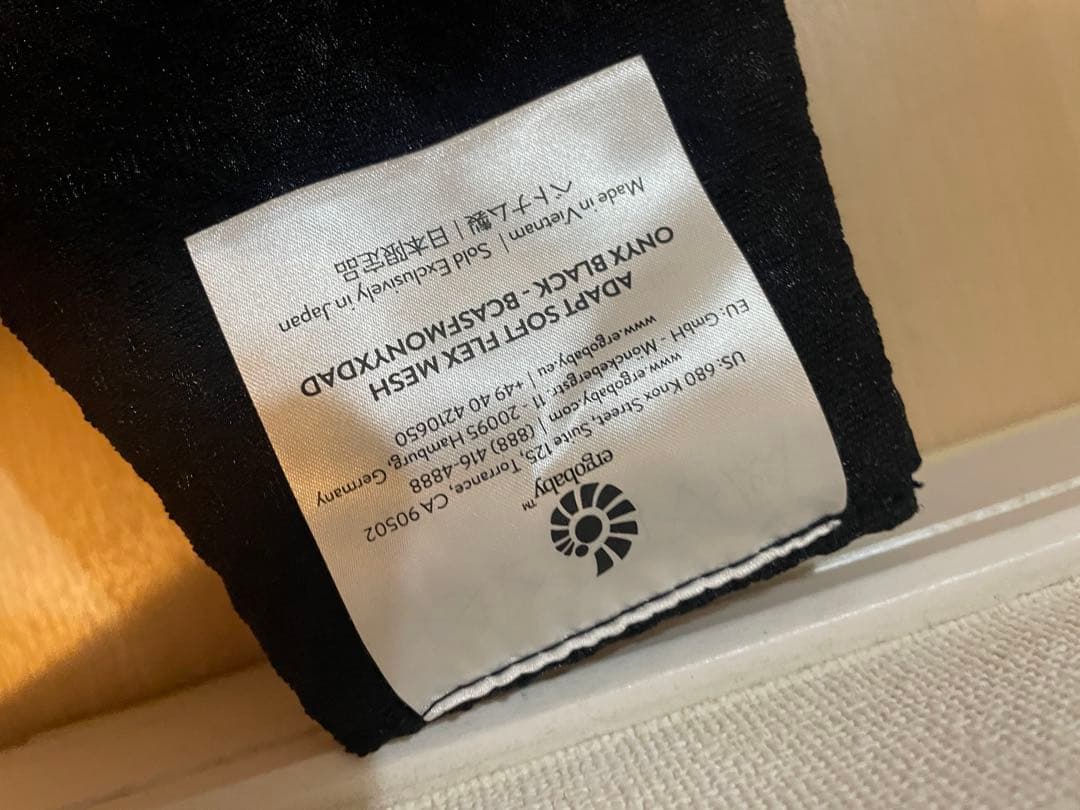 ergobaby™
US: 680 Knox Street, Suite 125, Torrance, CA 90502
www.ergobaby.com | (888) 416-4888
EU: GmbH - Mönckebergstr. 11 - 20095 Hamburg, Germany
www.ergobaby.eu | +49 40 4210650
ADAPT SOFT FLEX MESH
ONYX BLACK - BCASFMONYXDAD
Made in Vietnam | Sold Exclusively in Japan
ベトナム製 | 日本限定品